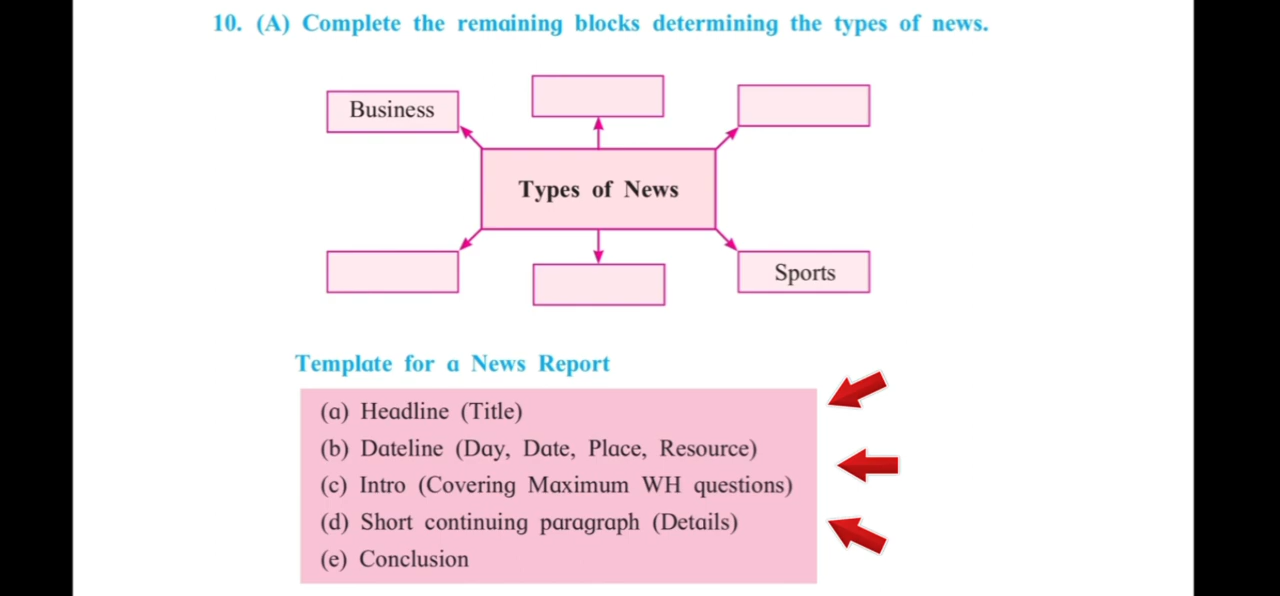 10. (A) Complete the remaining blocks determining the types of news.
Business
Types of News
Sports
Template for a News Report
(a) Headline (Title)
(b) Dateline (Day, Date, Place, Resource)
(c) Intro (Covering Maximum WH questions)
(d) Short continuing paragraph (Details)
(e) Conclusion